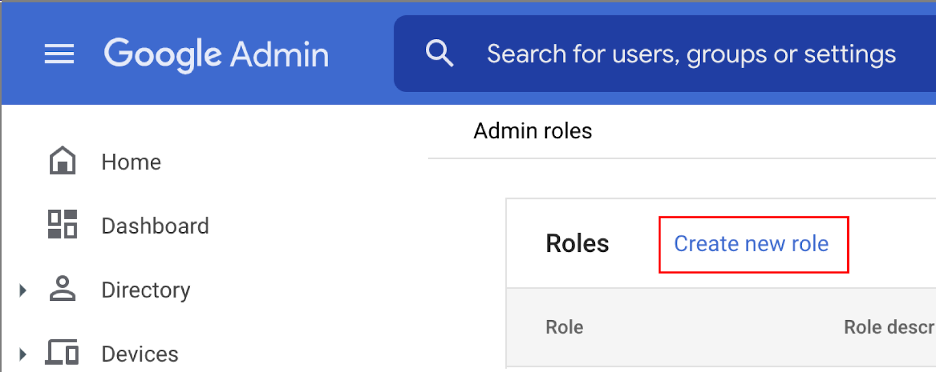 Google Admin
Search for users, groups or settings
Home
Dashboard
Directory
Devices
Admin roles
Roles
Create new role
Role
Role descr